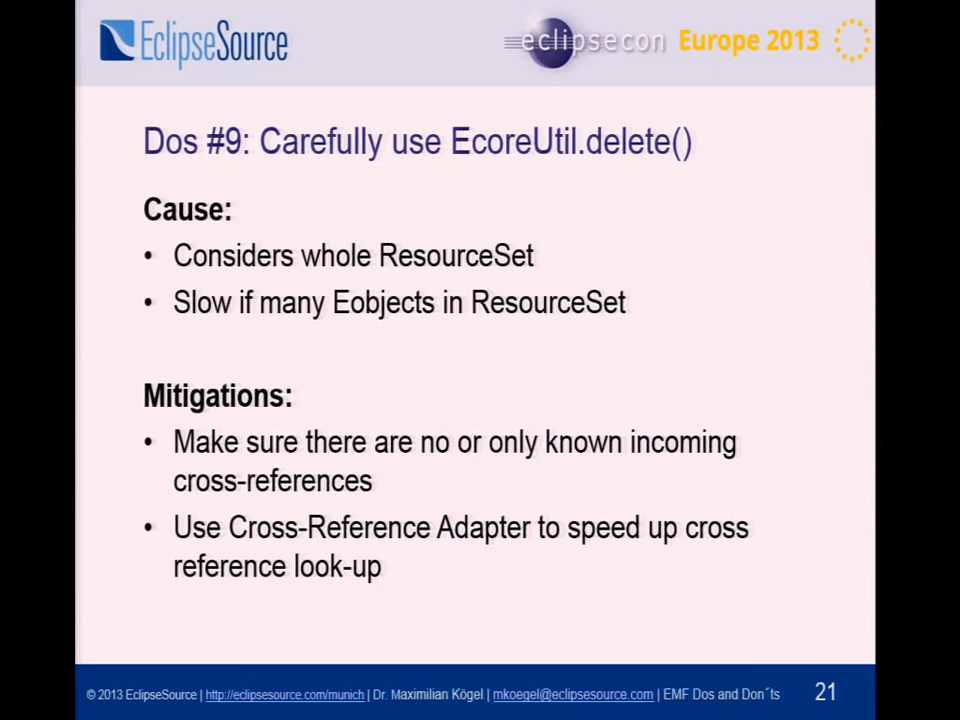 EclipseSource
eclipsecon Europe 2013
Dos #9: Carefully use EcoreUtil.delete()
Cause:
• Considers whole ResourceSet
• Slow if many Eobjects in ResourceSet
Mitigations:
• Make sure there are no or only known incoming
cross-references
• Use Cross-Reference Adapter to speed up cross
reference look-up
© 2013 EclipseSource | http://eclipsesource.com/munich | Dr. Maximilian Kögel | mkoegel@eclipsesource.com | EMF Dos and Don´ts 21